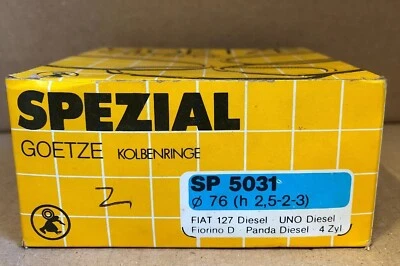 SPEZIAL
GOETZE KOLBENRINGE
SP 5031
ø 76 (h 2,5-2-3)
FIAT 127 Diesel UNO Diesel
Fiorino D Panda Diesel 4 Zyl